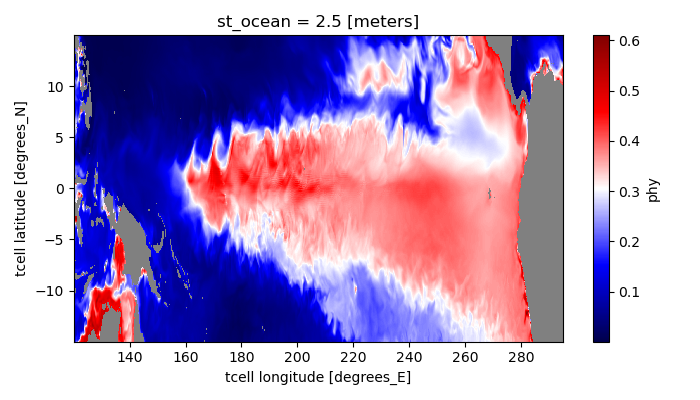 st_ocean = 2.5 [meters]
tcell latitude [degrees_N]
10
5
0
−5
−10
140 160 180 200 220 240 260 280
tcell longitude [degrees_E]
0.6
0.5
0.4
0.3
0.2
0.1
phy